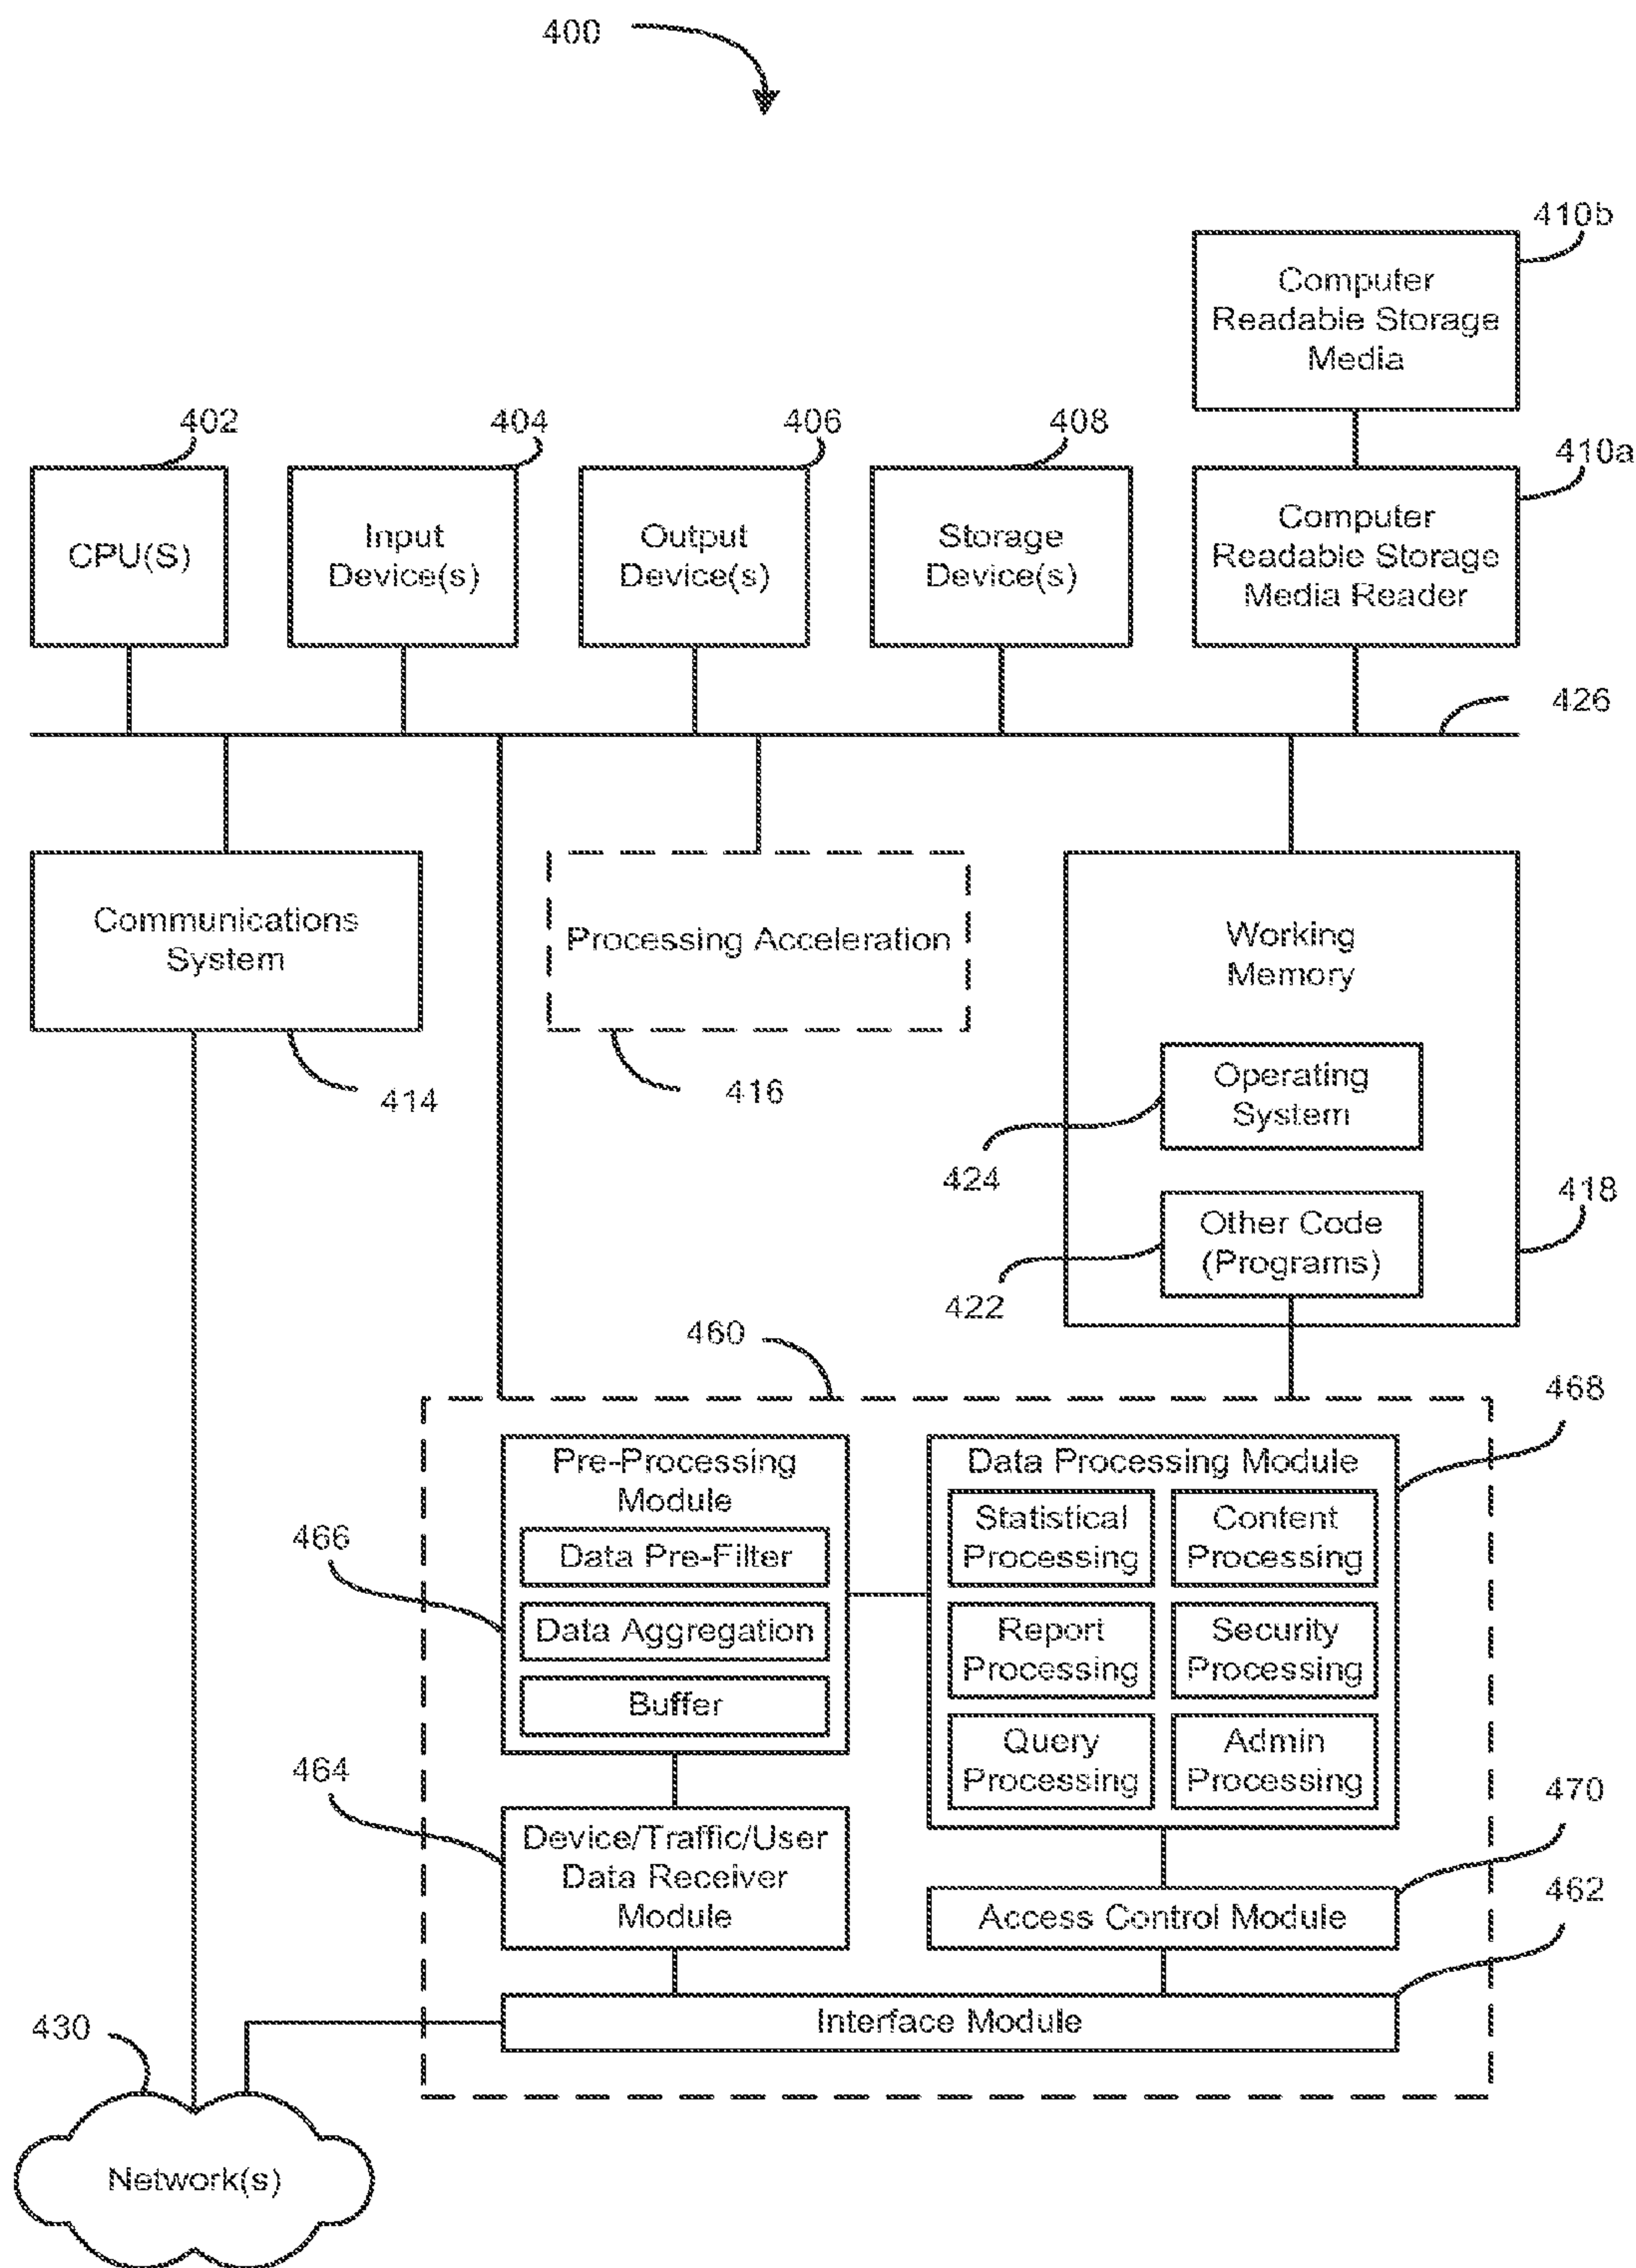 400
410b
Computer
Readable Storage
Media
402
404
406
408
410a
CPU(S)
Input
Device(s)
Output
Device(s)
Storage
Device(s)
Computer
Readable Storage
Media Reader
426
Communications
System
Processing Acceleration
Working
Memory
414
416
Operating
System
424
418
Other Code
(Programs)
422
460
468
Pre-Processing
Module
Data Pre-Filter
Data Aggregation
Buffer
466
Data Processing Module
Statistical
Processing
Content
Processing
Report
Processing
Security
Processing
Query
Processing
Admin
Processing
464
Device/Traffic/User
Data Receiver
Module
470
Access Control Module
462
Interface Module
430
Network(s)